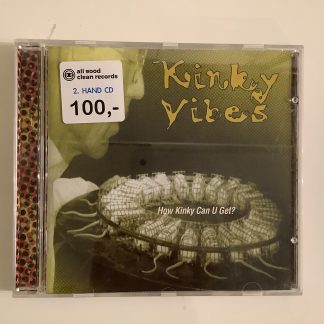 all good
clean records
2. HAND CD
100,-
Kinky
Vibes
How Kinky Can U Get?